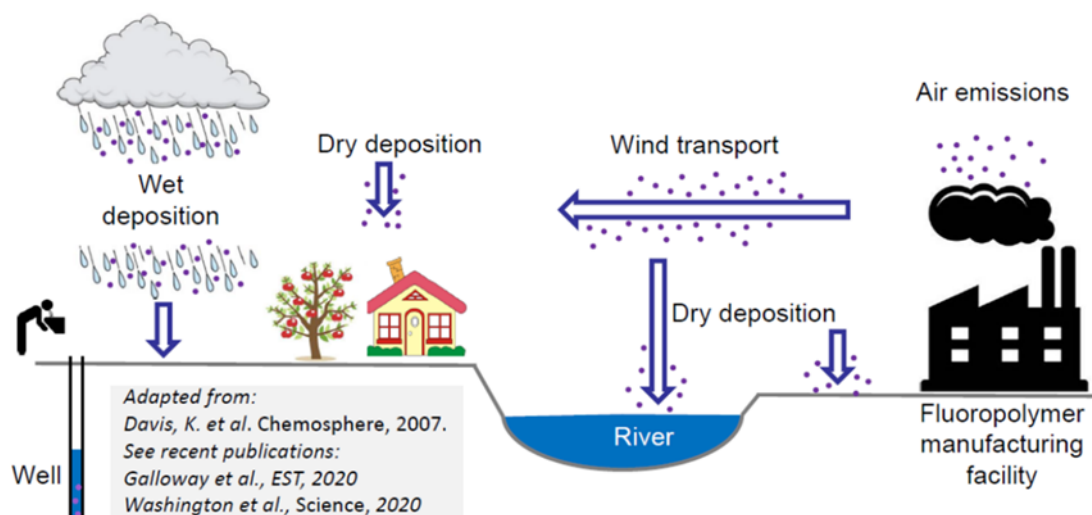 Air emissions
Dry deposition
Wind transport
Wet
deposition
Dry deposition
Adapted from:
Davis, K. et al. Chemosphere, 2007.
See recent publications:
Galloway et al., EST, 2020
Washington et al., Science, 2020
Well
River
Fluoropolymer
manufacturing
facility